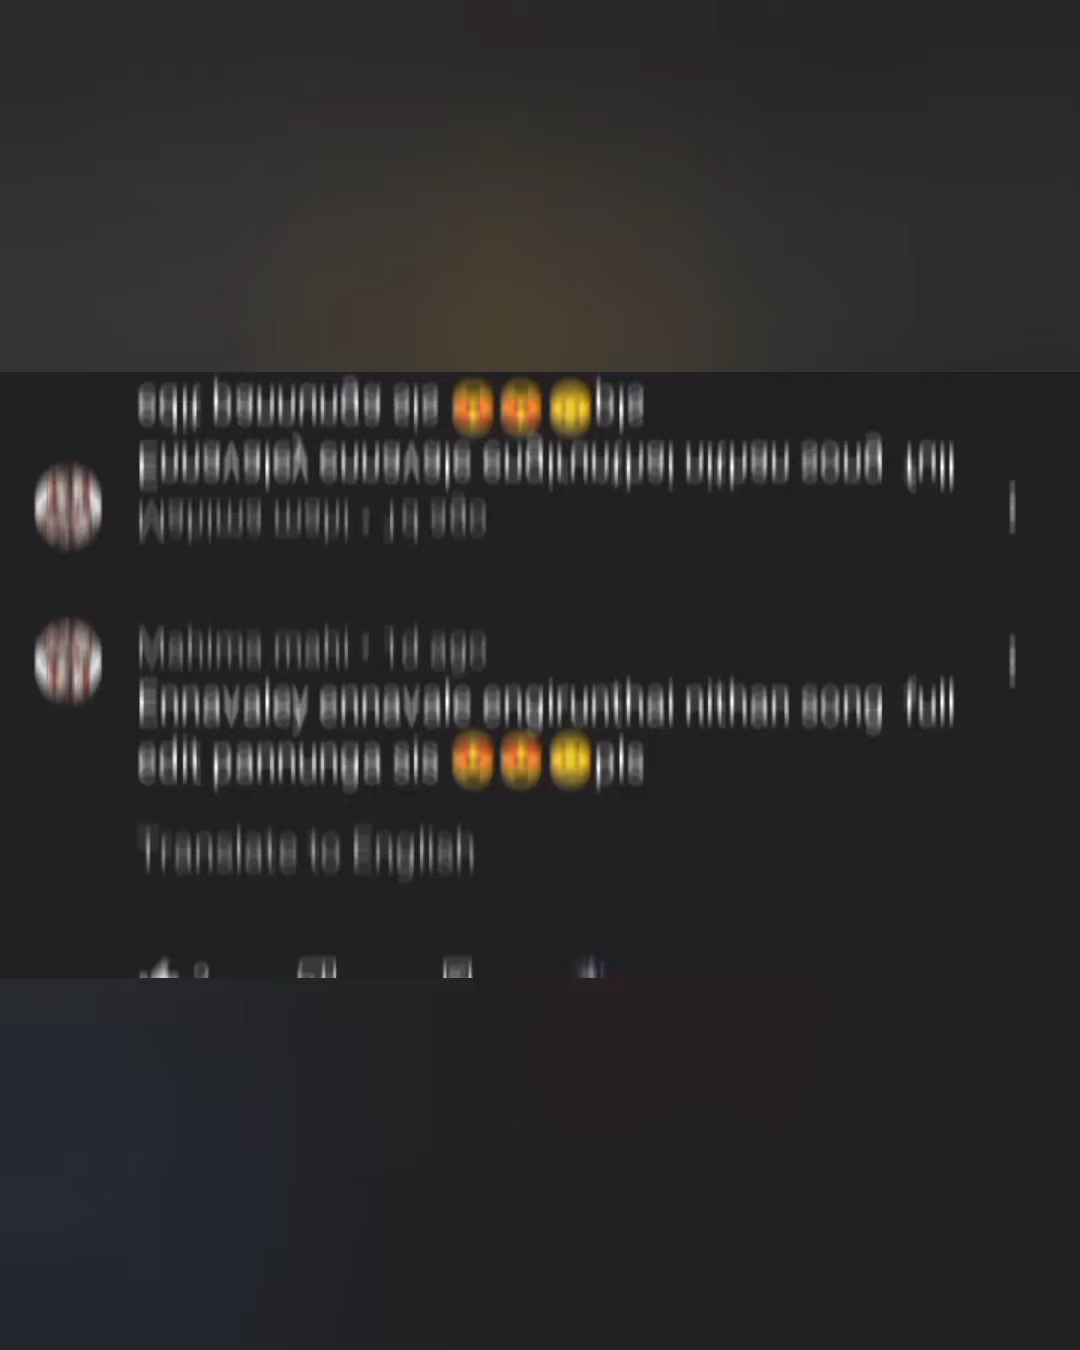 Mahima mahi • 1d ago
Ennavaley ennavale engirunthai nithan song full
edit pannunga sis 😍😍🙂pls
Translate to English